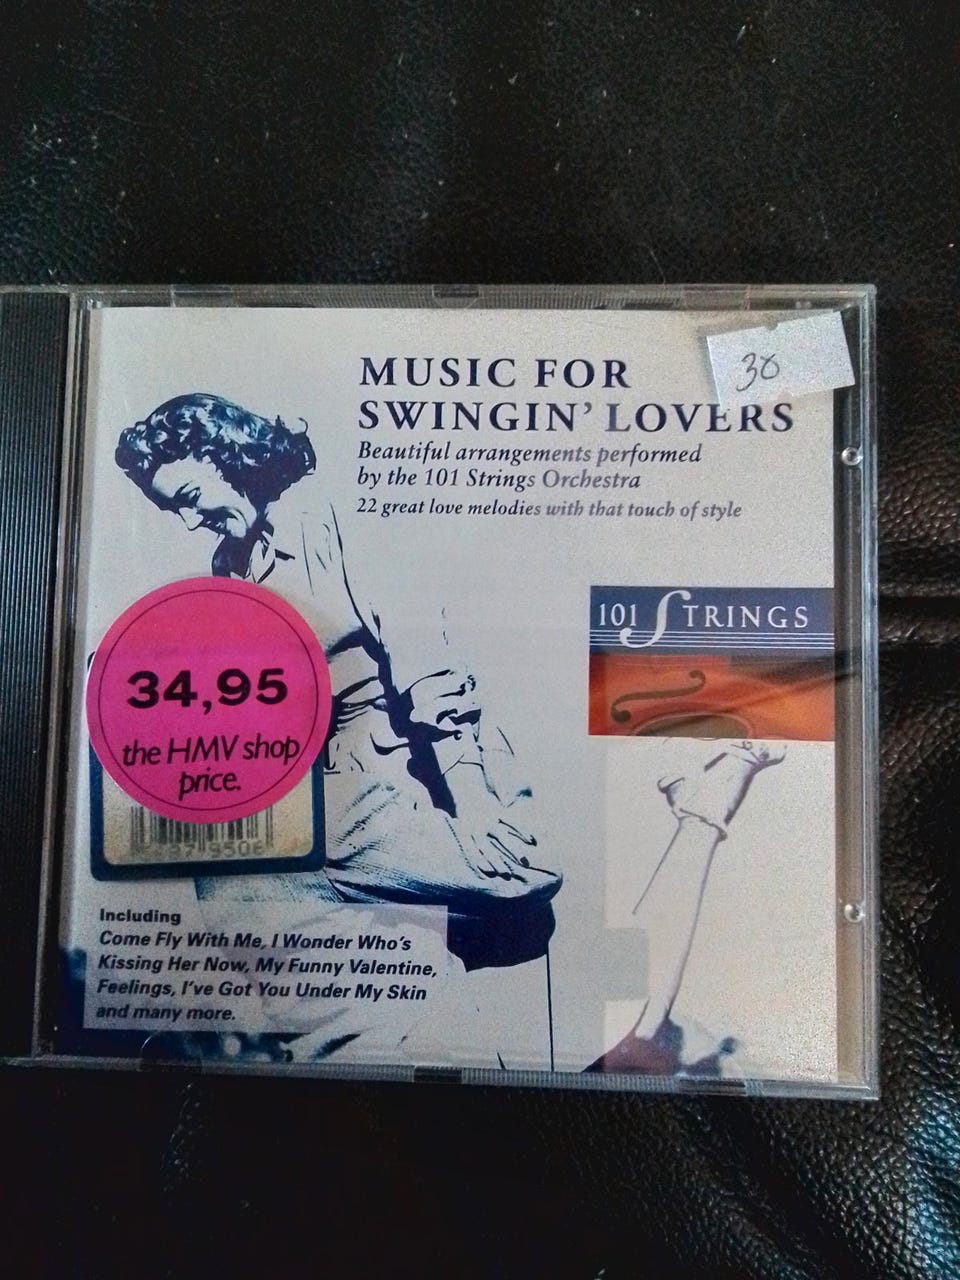 30
MUSIC FOR
SWINGIN' LOVERS
Beautiful arrangements performed
by the 101 Strings Orchestra
22 great love melodies with that touch of style
101 STRINGS
34,95
the HMV shop
price.
Including
Come Fly With Me, I Wonder Who's
Kissing Her Now, My Funny Valentine,
Feelings, I've Got You Under My Skin
and many more.